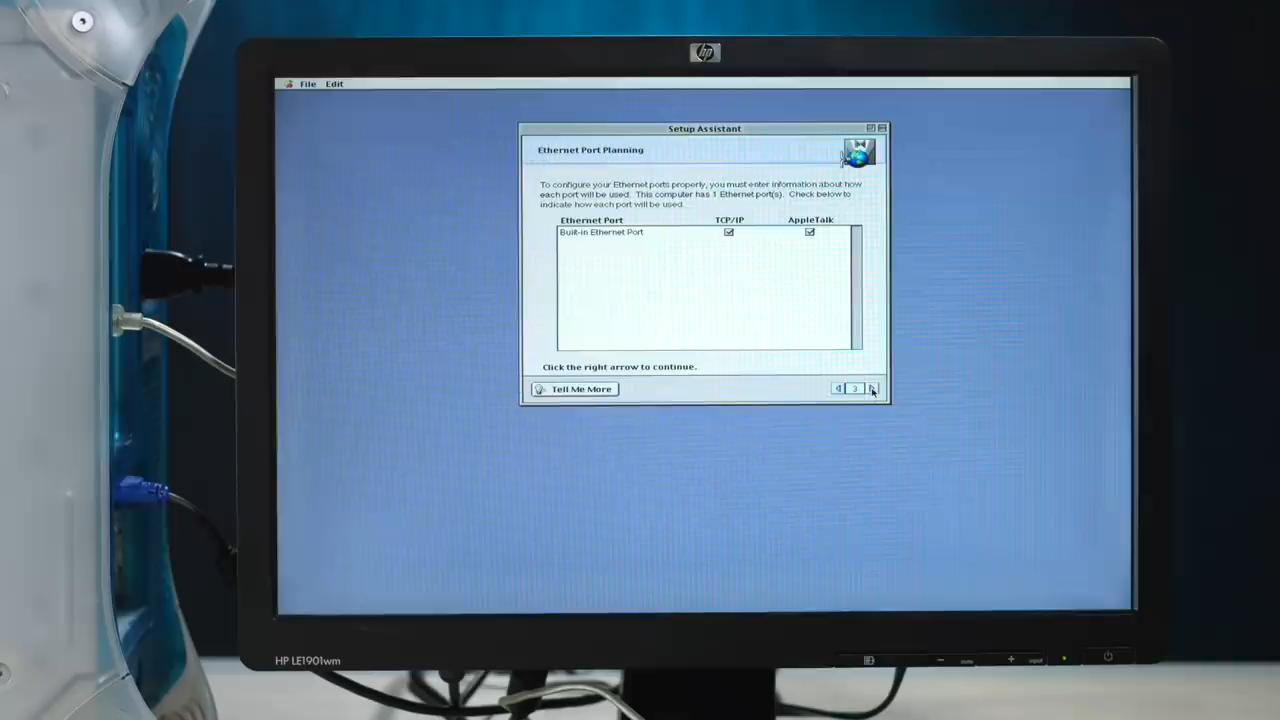 hp
File Edit
Setup Assistant
Ethernet Port Planning
To configure your Ethernet ports properly, you must enter information about how
each port will be used. This computer has 1 Ethernet port(s). Check below to
indicate how each port will be used.
Ethernet Port TCP/IP AppleTalk
Built-in Ethernet Port
Click the right arrow to continue.
Tell Me More
3
HP LE1901wm
input